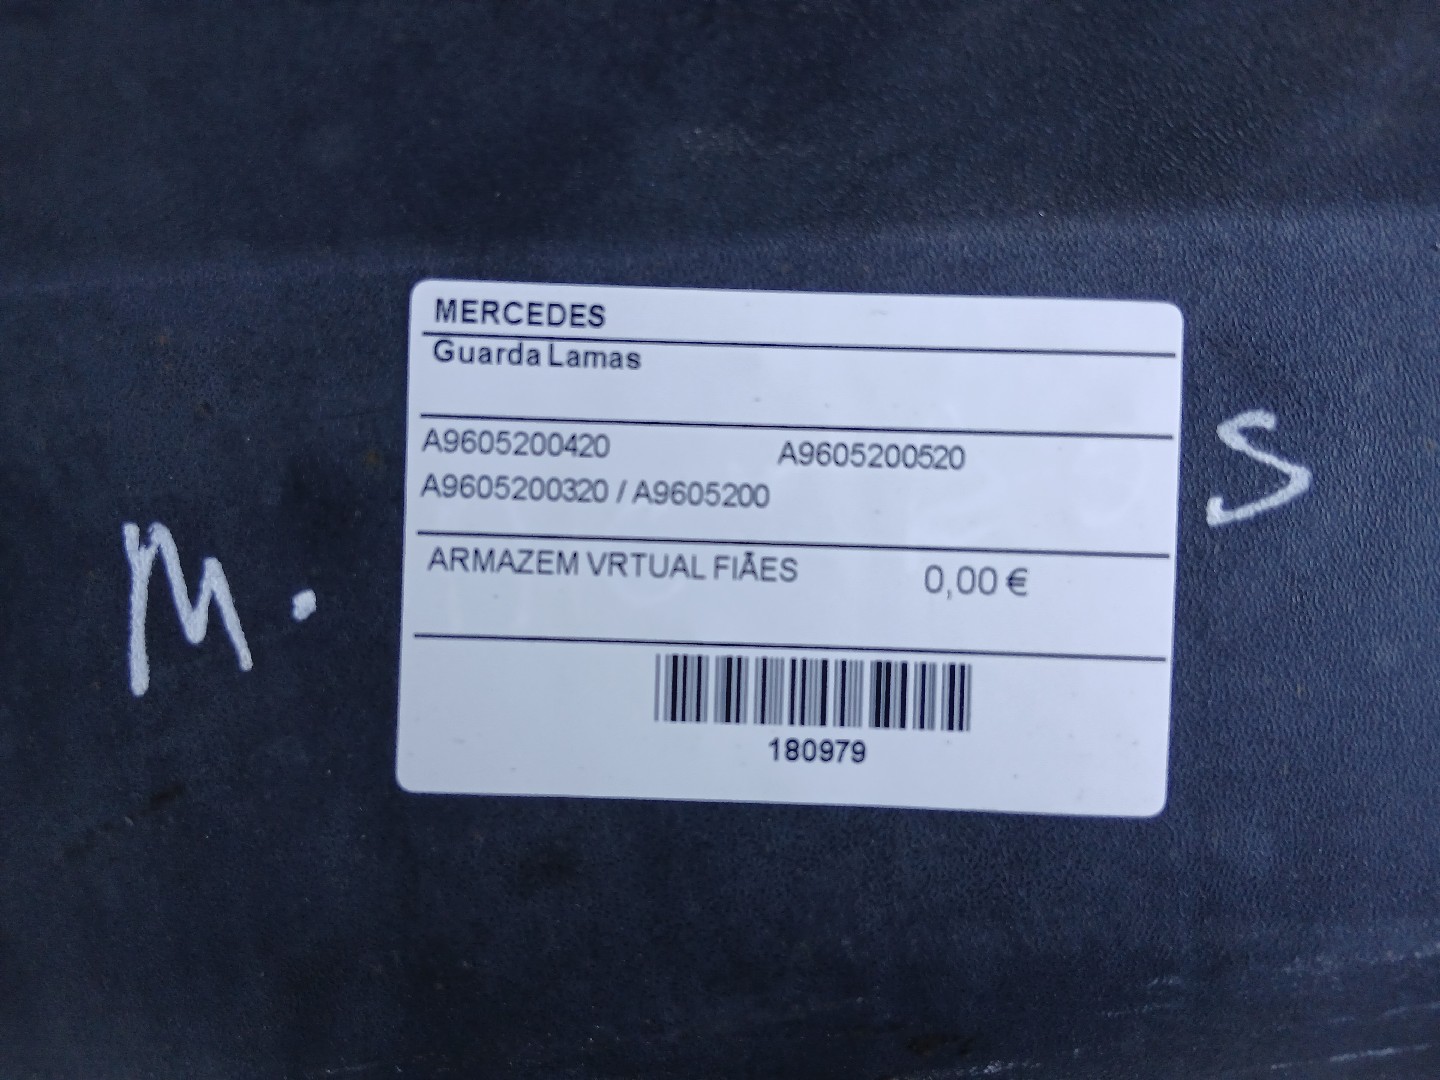 MERCEDES
Guarda Lamas
A9605200420 A9605200520
A9605200320 / A9605200
ARMAZEM VRTUAL FIÃES 0,00 €
180979
M. S